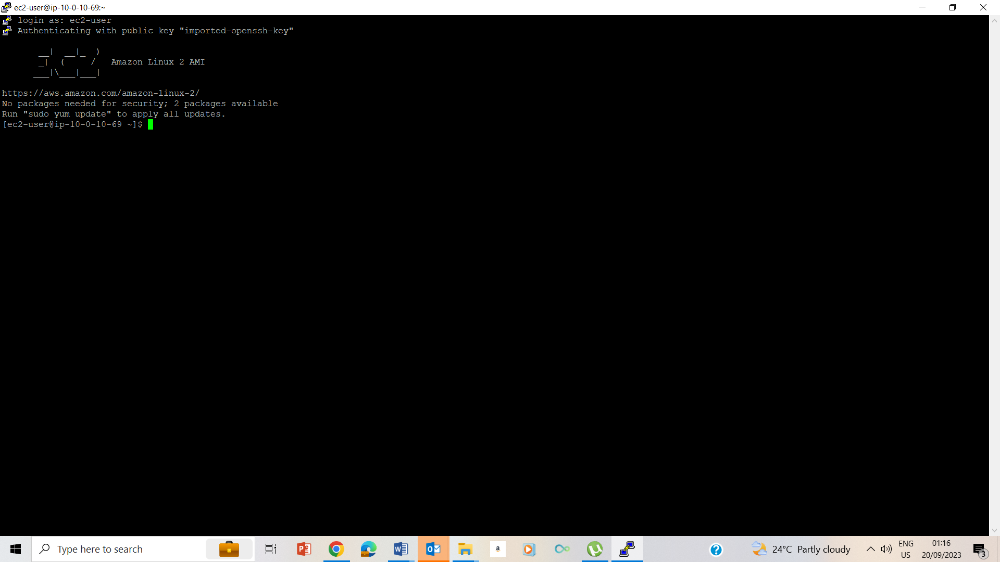 ec2-user@ip-10-0-10-69:~
login as: ec2-user
Authenticating with public key "imported-openssh-key"
       __|  __|_  )
       _|  (     /   Amazon Linux 2 AMI
      ___|\___|___|
https://aws.amazon.com/amazon-linux-2/
No packages needed for security; 2 packages available
Run "sudo yum update" to apply all updates.
[ec2-user@ip-10-0-10-69 ~]$
Type here to search
a
24°C Partly cloudy
ENG
US
01:16
20/09/2023
3